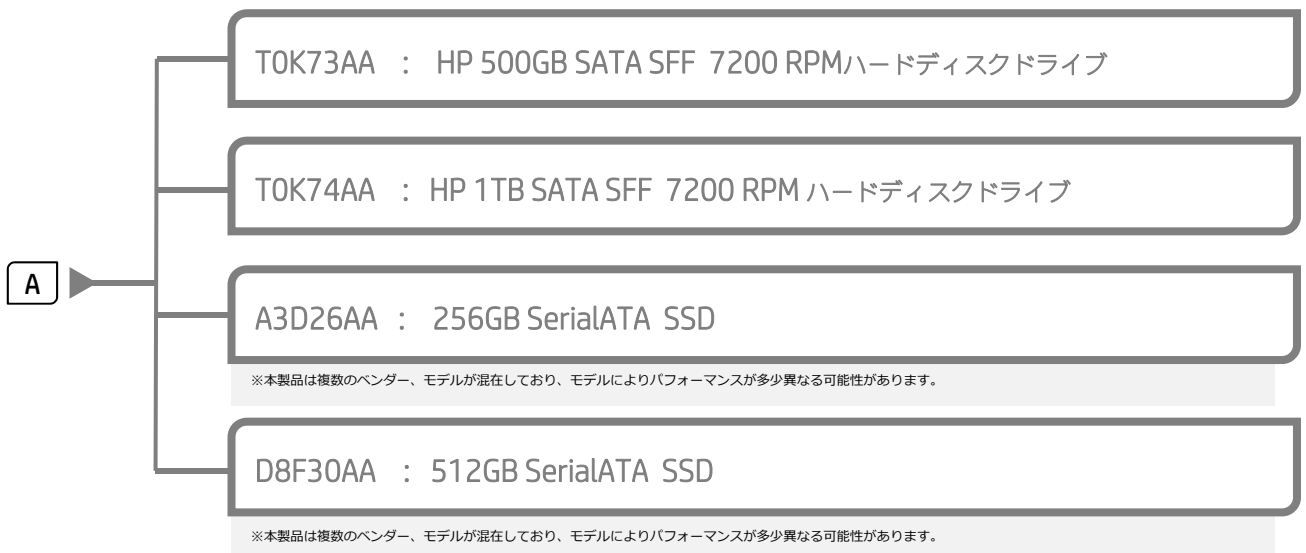 T0K73AA : HP 500GB SATA SFF 7200 RPMハードディスクドライブ
T0K74AA : HP 1TB SATA SFF 7200 RPM ハードディスクドライブ
A
A3D26AA : 256GB SerialATA SSD
※本製品は複数のベンダー、モデルが混在しており、モデルによりパフォーマンスが多少異なる可能性があります。
D8F30AA : 512GB SerialATA SSD
※本製品は複数のベンダー、モデルが混在しており、モデルによりパフォーマンスが多少異なる可能性があります。